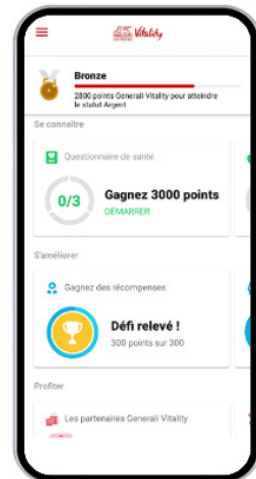 Vitality
Bronze
2800 points Generali Vitality pour atteindre
le statut Argent
Se connaître
Questionnaire de santé
0/3
Gagnez 3000 points
DÉMARRER
S'améliorer
Gagnez des récompenses
Défi relevé !
300 points sur 300
Profiter
Les partenaires Generali Vitality